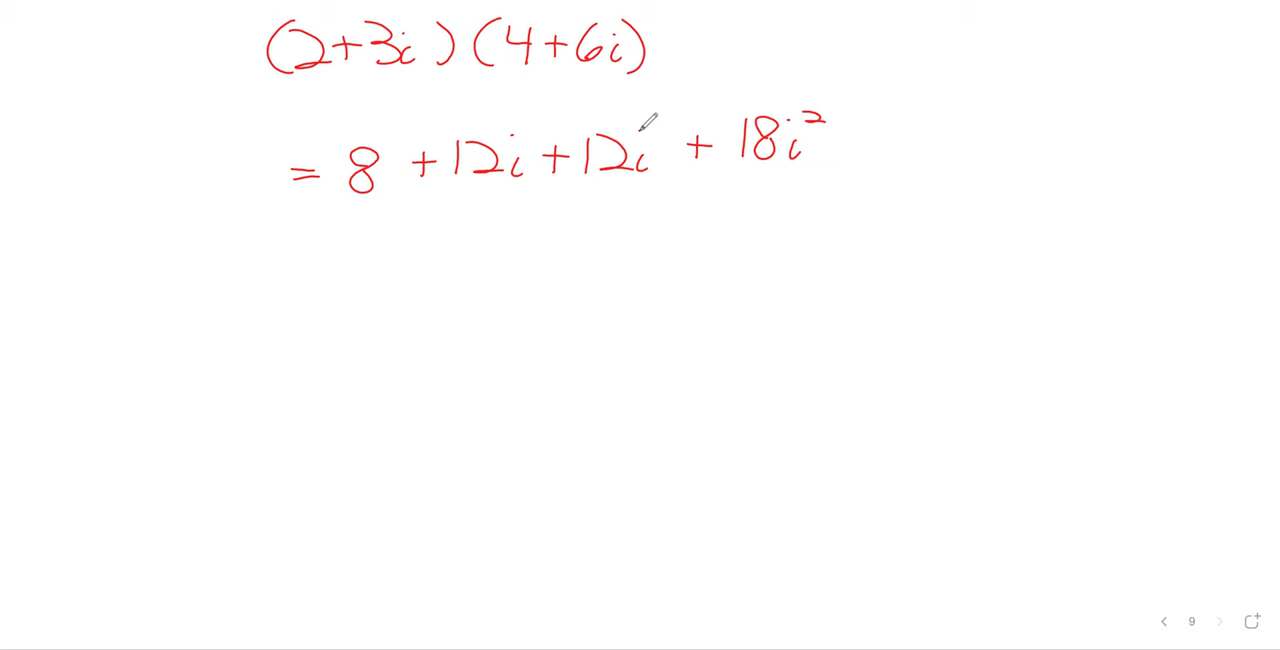 (2+3i)(4+6i)
= 8 +12i +12i + 18i²
9